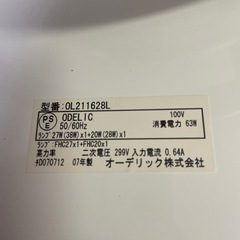 型番: OL211628L
PS E ODELIC 100V
50/60Hz 消費電力 63W
ランプ 27W(38W)x1+20W(28W)x1
ランプ:FHC27x1+FHC20x1
高力率 二次電圧 299V 入力電流 0.64A
#D070712 07年製 オーデリック株式会社